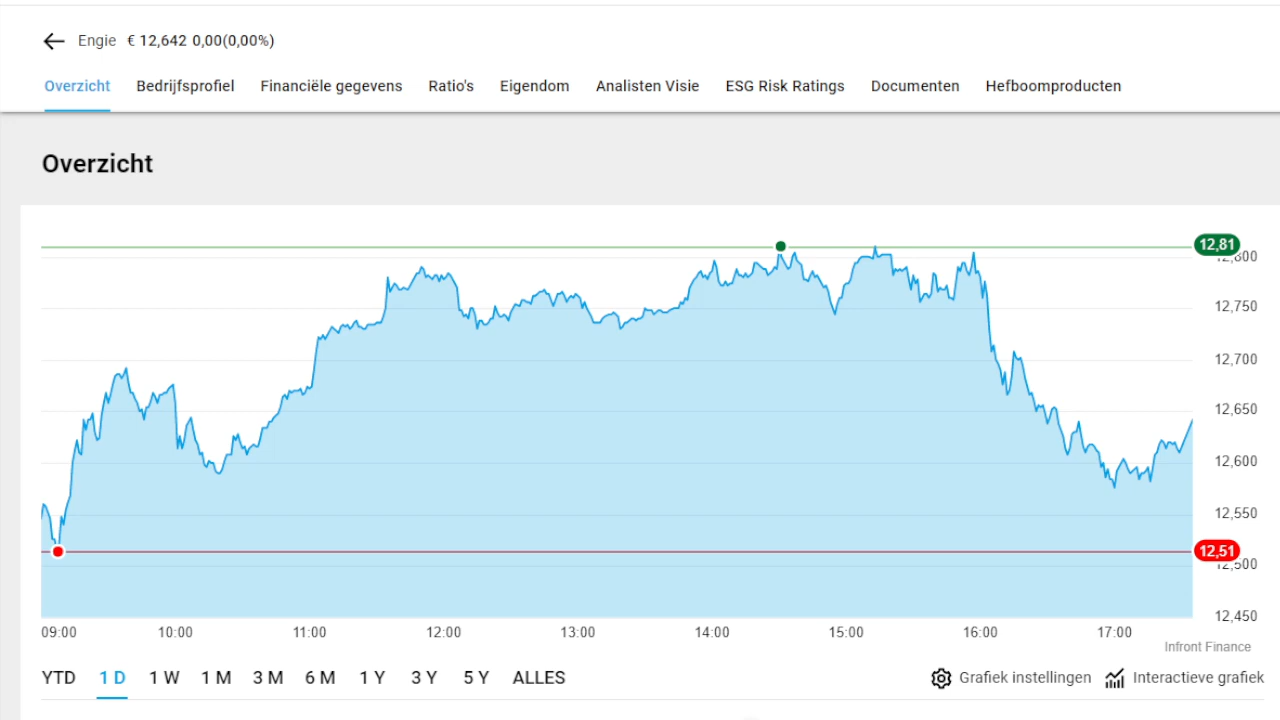 Engie € 12,642 0,00(0,00%)
Overzicht Bedrijfsprofiel Financiële gegevens Ratio's Eigendom Analisten Visie ESG Risk Ratings Documenten Hefboomproducten
Overzicht
12,81
12,800
12,750
12,700
12,650
12,600
12,550
12,51
12,500
12,450
09:00 10:00 11:00 12:00 13:00 14:00 15:00 16:00 17:00
Infront Finance
YTD 1 D 1 W 1 M 3 M 6 M 1 Y 3 Y 5 Y ALLES Grafiek instellingen Interactieve grafiek